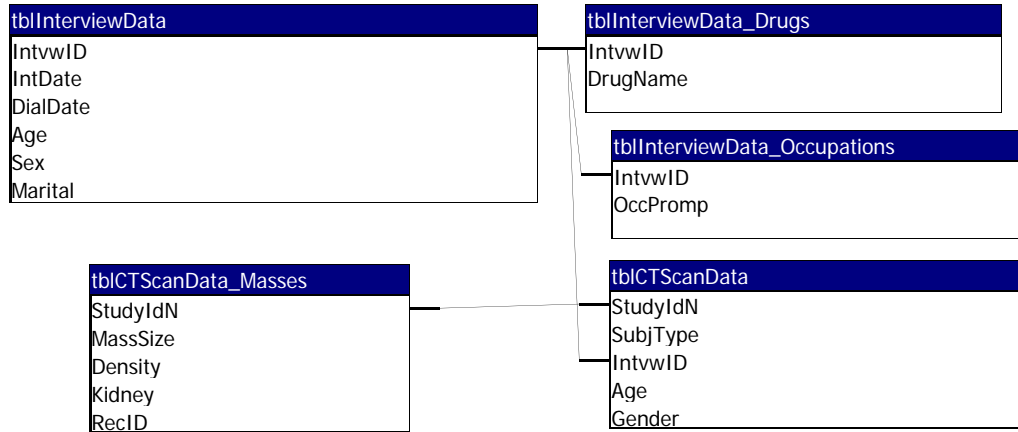 tblInterviewData
IntvwID
IntDate
DialDate
Age
Sex
Marital
tblInterviewData_Drugs
IntvwID
DrugName
tblInterviewData_Occupations
IntvwID
OccPromp
tblCTScanData_Masses
StudyIdN
MassSize
Density
Kidney
RecID
tblCTScanData
StudyIdN
SubjType
IntvwID
Age
Gender